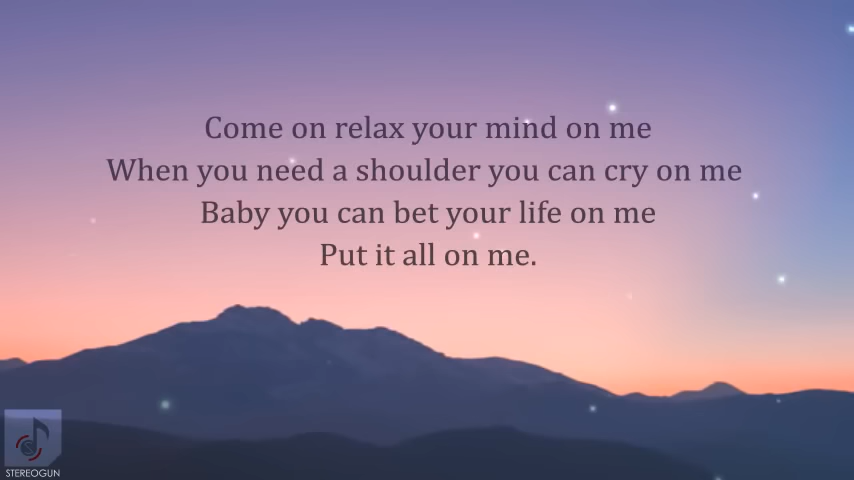 Come on relax your mind on me
When you need a shoulder you can cry on me
Baby you can bet your life on me
Put it all on me.
STEREOGUN